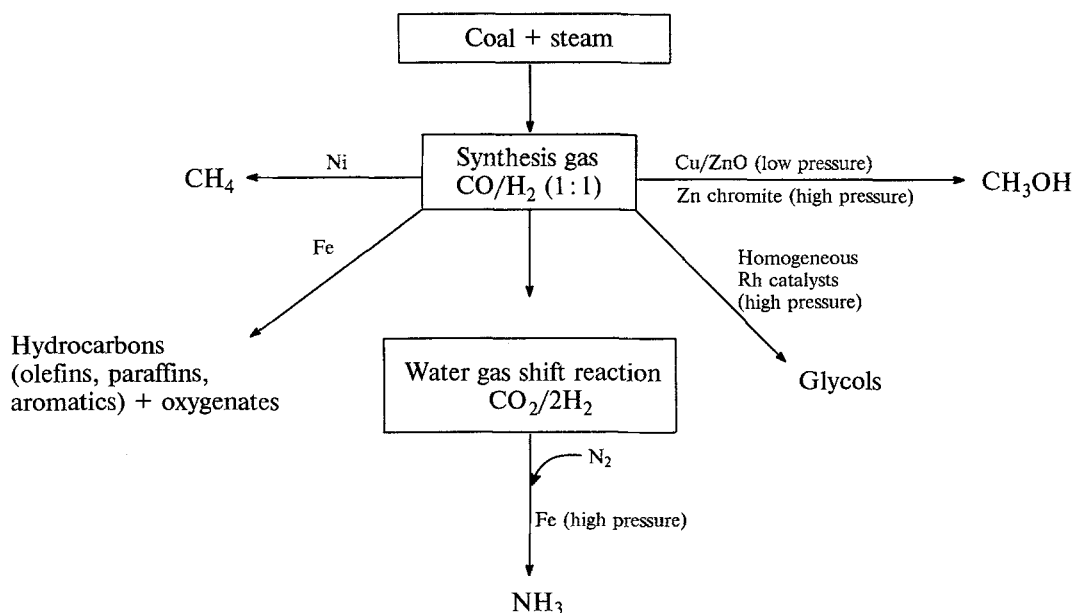 Coal + steam
Synthesis gas
CO/H₂ (1 : 1)
Ni
CH₄
Cu/ZnO (low pressure)
Zn chromite (high pressure)
CH₃OH
Fe
Homogeneous
Rh catalysts
(high pressure)
Hydrocarbons
(olefins, paraffins,
aromatics) + oxygenates
Water gas shift reaction
CO₂/2H₂
Glycols
N₂
Fe (high pressure)
NH₃